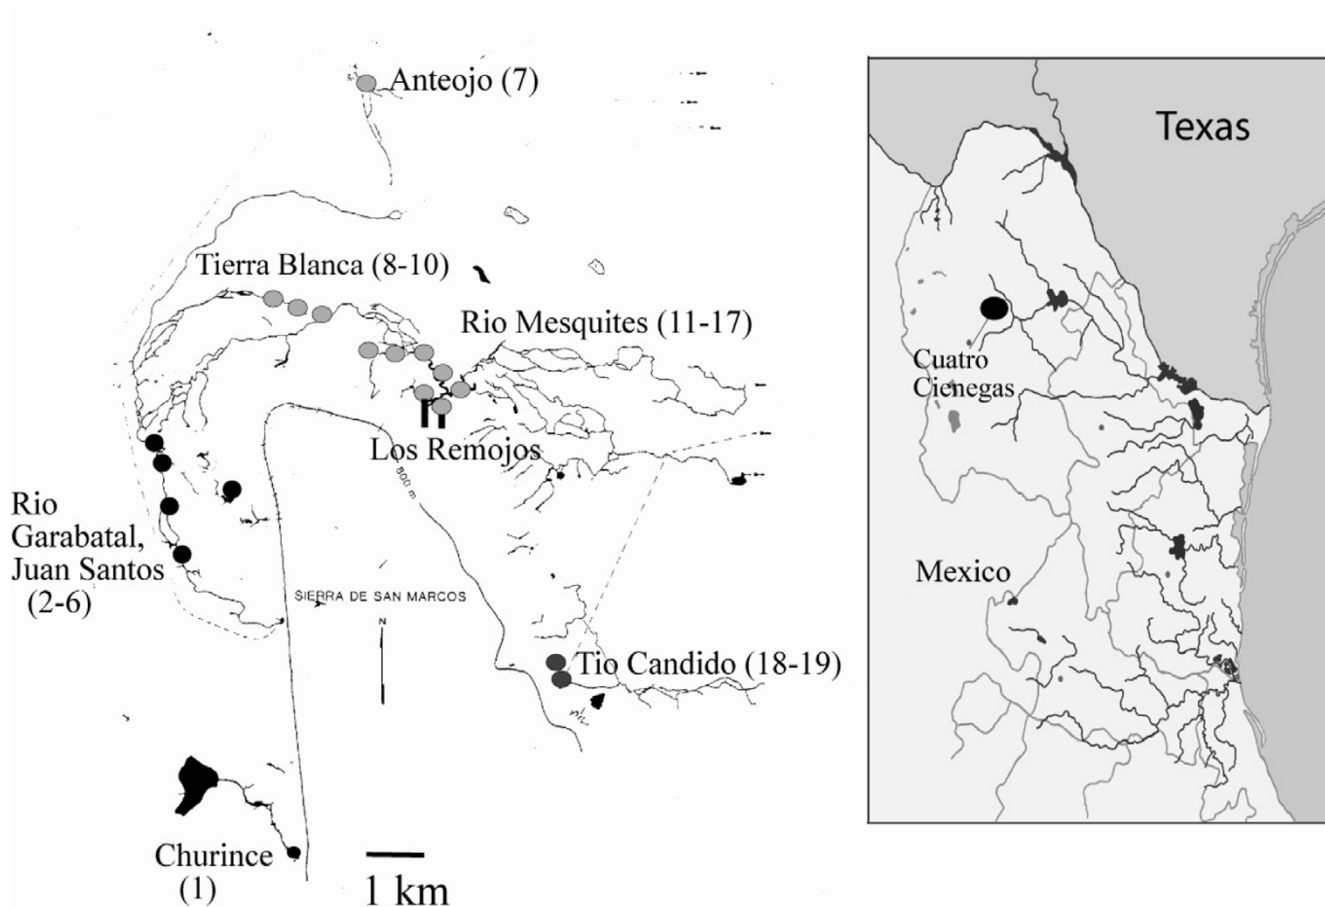 Anteojo (7)
Tierra Blanca (8-10)
Rio Mesquites (11-17)
Los Remojos
800 m
Rio
Garabatal,
Juan Santos
(2-6)
SIERRA DE SAN MARCOS
N
Tio Candido (18-19)
Churince
(1)
1 km
Texas
Cuatro
Cienegas
Mexico